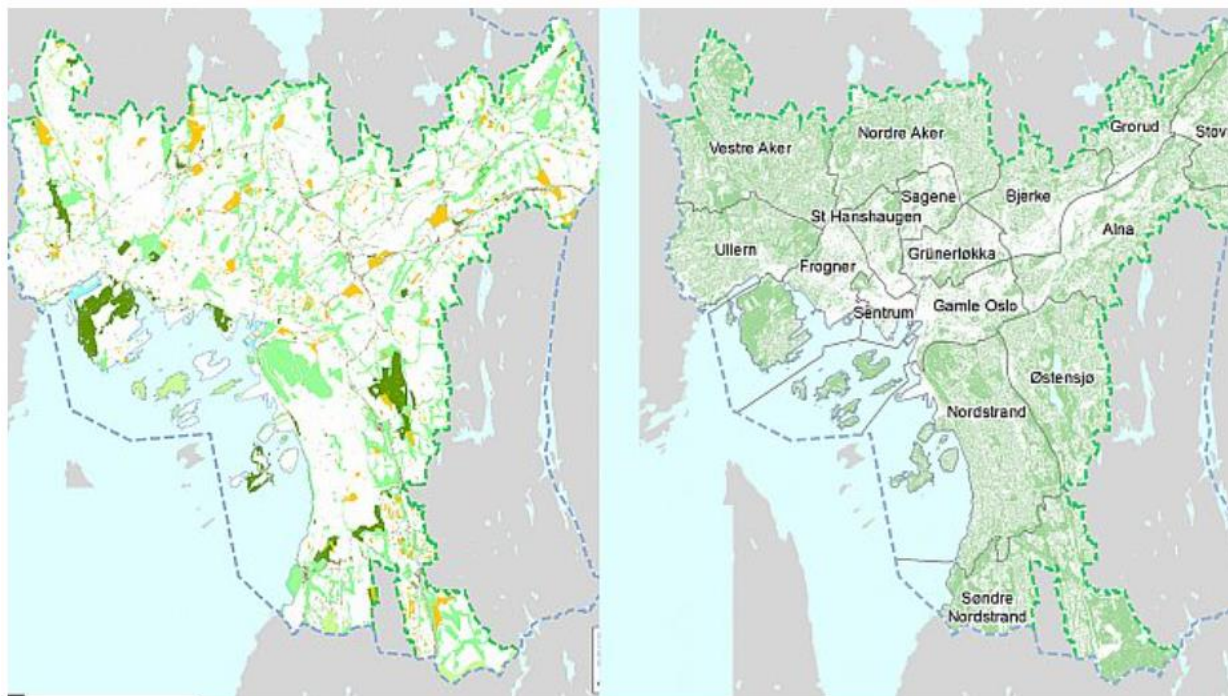 Grorud
Stov
Nordre Aker
Vestre Aker
Sagene
Bjerke
St Hanshaugen
Alna
Ullern
Grünerløkka
Frogner
Gamle Oslo
Sentrum
Østensjø
Nordstrand
Søndre
Nordstrand